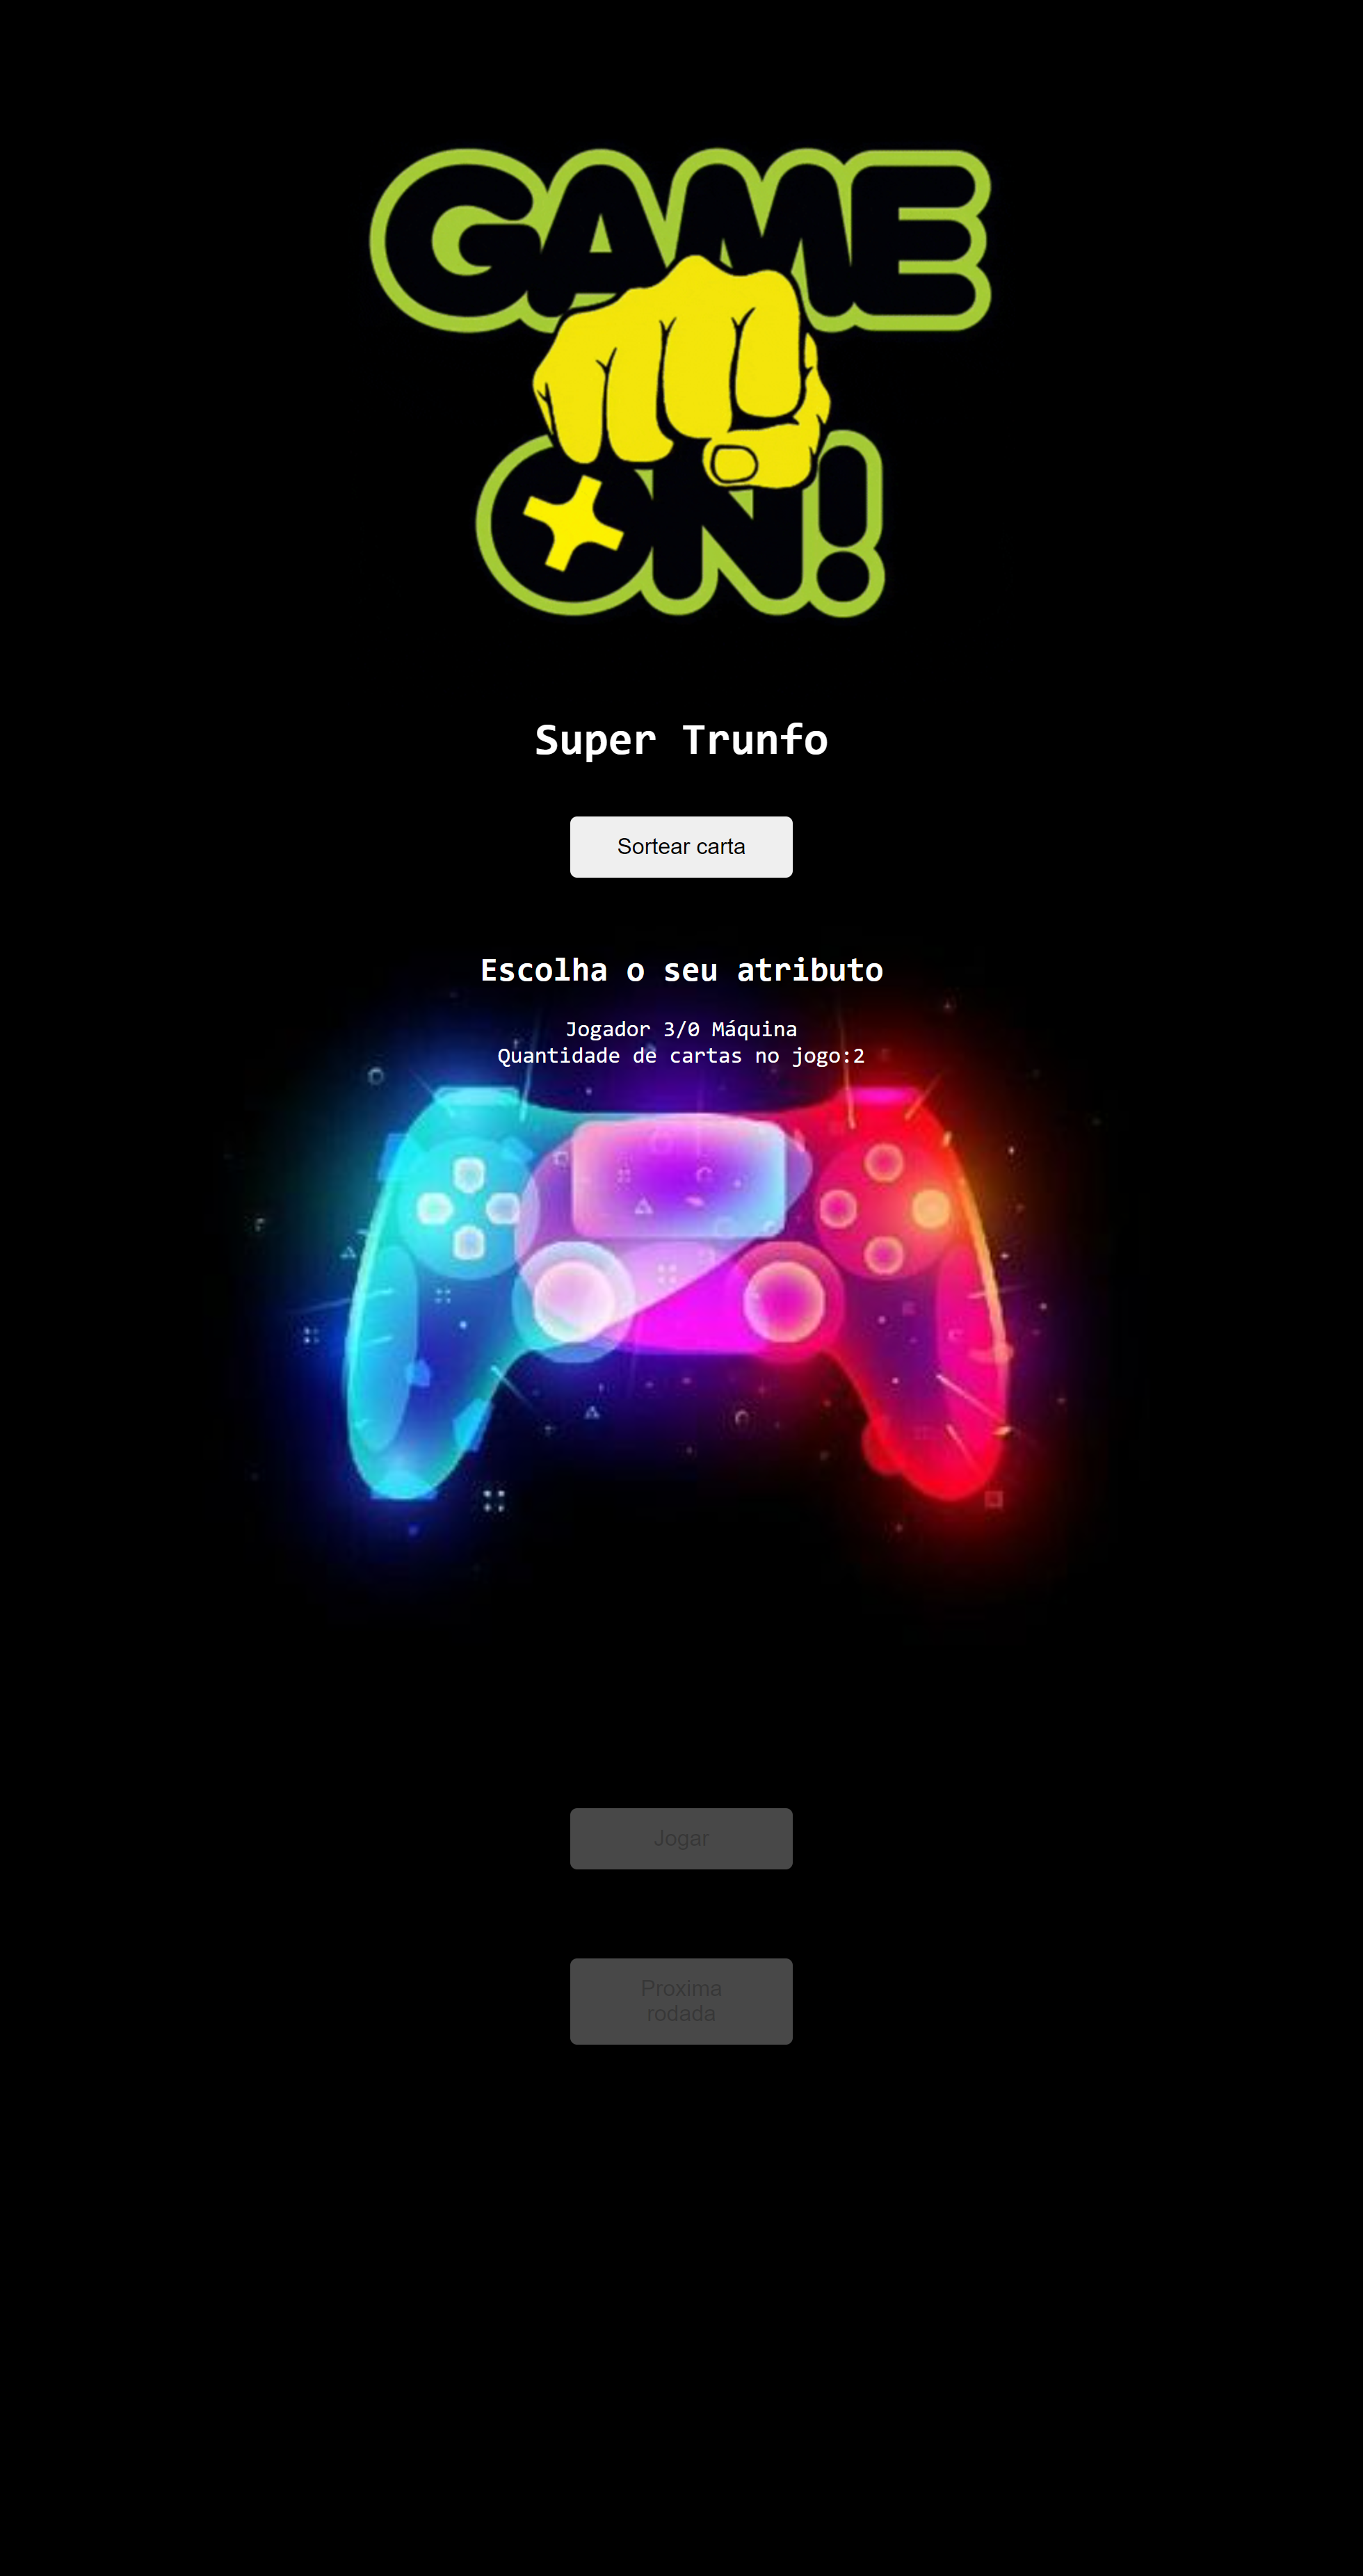 GAME
ON!
Super Trunfo
Sortear carta
Escolha o seu atributo
Jogador 3/0 Máquina
Quantidade de cartas no jogo:2
Jogar
Proxima
rodada